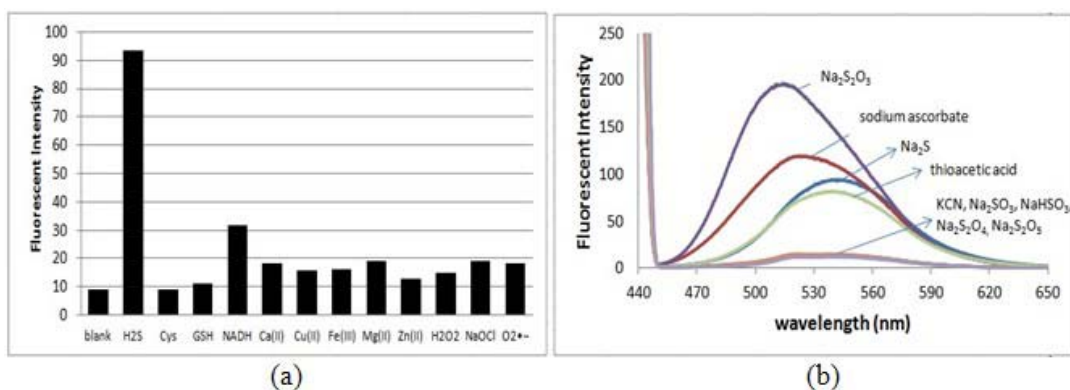 Fluorescent Intensity
100
90
80
70
60
50
40
30
20
10
0
blank H2S Cys GSH NADH Ca(II) Cu(II) Fe(III) Mg(II) Zn(II) H2O2 NaOCl O2•−
(a)
Fluorescent Intensity
250
200
150
100
50
0
Na₂S₂O₃
sodium ascorbate
Na₂S
thioacetic acid
KCN, Na₂SO₃, NaHSO₃
Na₂S₂O₄, Na₂S₂O₅
440 470 500 530 560 590 620 650
wavelength (nm)
(b)